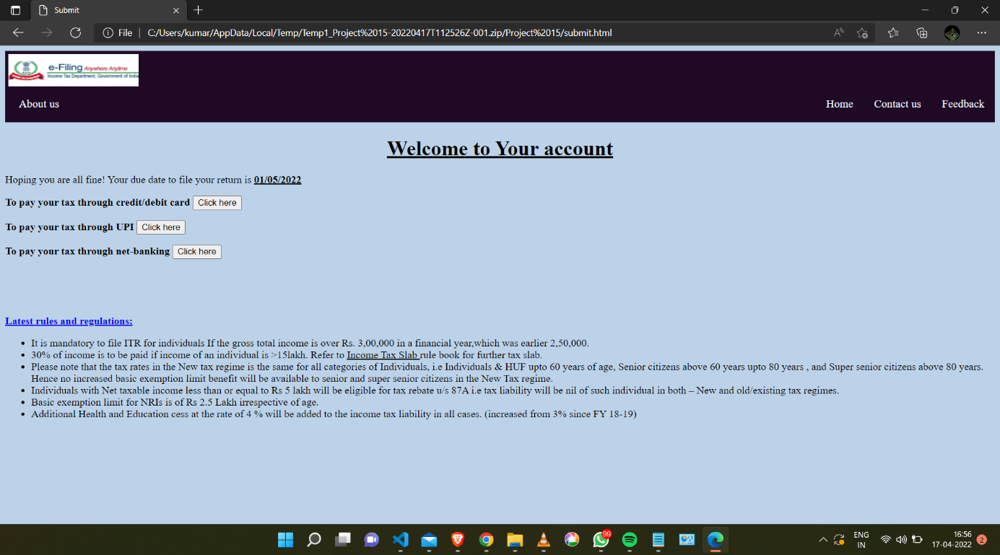 Submit
File
C:/Users/kumar/AppData/Local/Temp/Temp1_Project%2015-20220417T112526Z-001.zip/Project%2015/submit.html
e-Filing Anywhere Anytime
Income Tax Department, Government of India
About us
Home Contact us Feedback
Welcome to Your account
Hoping you are all fine! Your due date to file your return is 01/05/2022
To pay your tax through credit/debit card Click here
To pay your tax through UPI Click here
To pay your tax through net-banking Click here
Latest rules and regulations:
• It is mandatory to file ITR for individuals If the gross total income is over Rs. 3,00,000 in a financial year,which was earlier 2,50,000.
• 30% of income is to be paid if income of an individual is >15lakh. Refer to Income Tax Slab rule book for further tax slab.
• Please note that the tax rates in the New tax regime is the same for all categories of Individuals, i.e Individuals & HUF upto 60 years of age, Senior citizens above 60 years upto 80 years , and Super senior citizens above 80 years.
Hence no increased basic exemption limit benefit will be available to senior and super senior citizens in the New Tax regime.
• Individuals with Net taxable income less than or equal to Rs 5 lakh will be eligible for tax rebate u/s 87A i.e tax liability will be nil of such individual in both – New and old/existing tax regimes.
• Basic exemption limit for NRIs is of Rs 2.5 Lakh irrespective of age.
• Additional Health and Education cess at the rate of 4 % will be added to the income tax liability in all cases. (increased from 3% since FY 18-19)
99
ENG
IN
16:56
17-04-2022
2